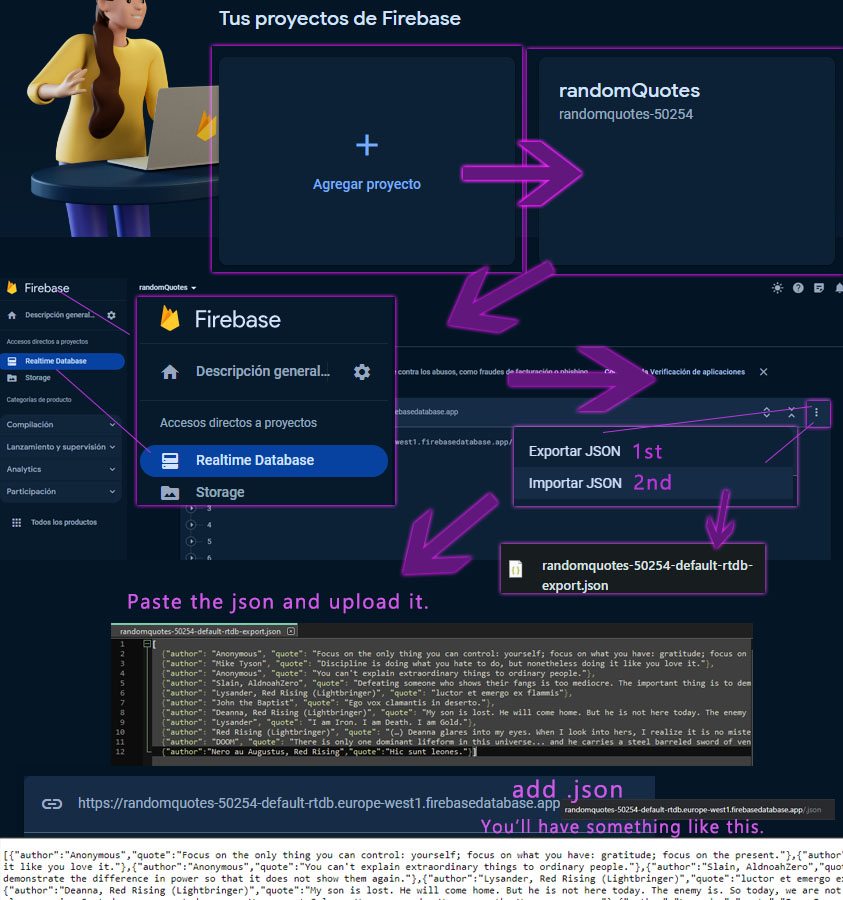 Tus proyectos de Firebase
randomQuotes
randomquotes-50254
Agregar proyecto
Firebase
randomQuotes
Descripción general...
Accesos directos a proyectos
Realtime Database
Storage
Categorías de producto
Compilación
Lanzamiento y supervisión
Analytics
Participación
Todos los productos
Firebase
Descripción general...
Accesos directos a proyectos
Realtime Database
Storage
contra los abusos, como fraudes de facturación o phishing
Verificación de aplicaciones
ebasedatabase.app
west1.firebasedatabase.app/
3
4
5
6
Exportar JSON 1st
Importar JSON 2nd
randomquotes-50254-default-rtdb-
export.json
Paste the json and upload it.
randomquotes-50254-default-rtdb-export.json
1 [
2 {"author": "Anonymous", "quote": "Focus on the only thing you can control: yourself; focus on what you have: gratitude; focus on
3 {"author": "Mike Tyson", "quote": "Discipline is doing what you hate to do, but nonetheless doing it like you love it."},
4 {"author": "Anonymous", "quote": "You can't explain extraordinary things to ordinary people."},
5 {"author": "Slain, AldnoahZero", "quote": "Defeating someone who shows their fangs is too mediocre. The important thing is to dem
6 {"author": "Lysander, Red Rising (Lightbringer)", "quote": "luctor et emergo ex flammis"},
7 {"author": "John the Baptist", "quote": "Ego vox clamantis in deserto."},
8 {"author": "Deanna, Red Rising (Lightbringer)", "quote": "My son is lost. He will come home. But he is not here today. The enemy
9 {"author": "Lysander", "quote": "I am Iron. I am Death. I am Gold."},
10 {"author": "Red Rising (Lightbringer)", "quote": "(…) Deanna glares into my eyes. When I look into hers, I realize it is no miste
11 {"author": "DOOM", "quote": "There is only one dominant lifeform in this universe... and he carries a steel barreled sword of ven
12 {"author":"Nero au Augustus, Red Rising","quote":"Hic sunt leones."}]
add .json
https://randomquotes-50254-default-rtdb.europe-west1.firebasedatabase.app
randomquotes-50254-default-rtdb.europe-west1.firebasedatabase.app/.json
You'll have something like this.
[{"author":"Anonymous","quote":"Focus on the only thing you can control: yourself; focus on what you have: gratitude; focus on the present."},{"author"
it like you love it."},{"author":"Anonymous","quote":"You can't explain extraordinary things to ordinary people."},{"author":"Slain, AldnoahZero","quote"
demonstrate the difference in power so that it does not show them again."},{"author":"Lysander, Red Rising (Lightbringer)","quote":"luctor et emergo ex
{"author":"Deanna, Red Rising (Lightbringer)","quote":"My son is lost. He will come home. But he is not here today. The enemy is. So today, we are not